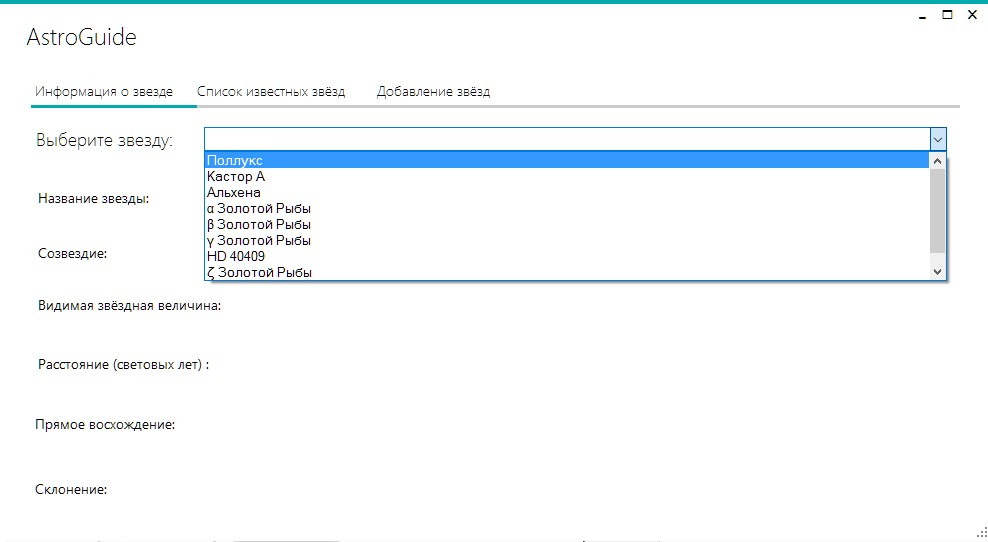 AstroGuide
Информация о звезде Список известных звёзд Добавление звёзд
Выберите звезду:
Поллукс
Кастор А
Альхена
α Золотой Рыбы
β Золотой Рыбы
γ Золотой Рыбы
HD 40409
ζ Золотой Рыбы
Название звезды:
Созвездие:
Видимая звёздная величина:
Расстояние (световых лет) :
Прямое восхождение:
Склонение: